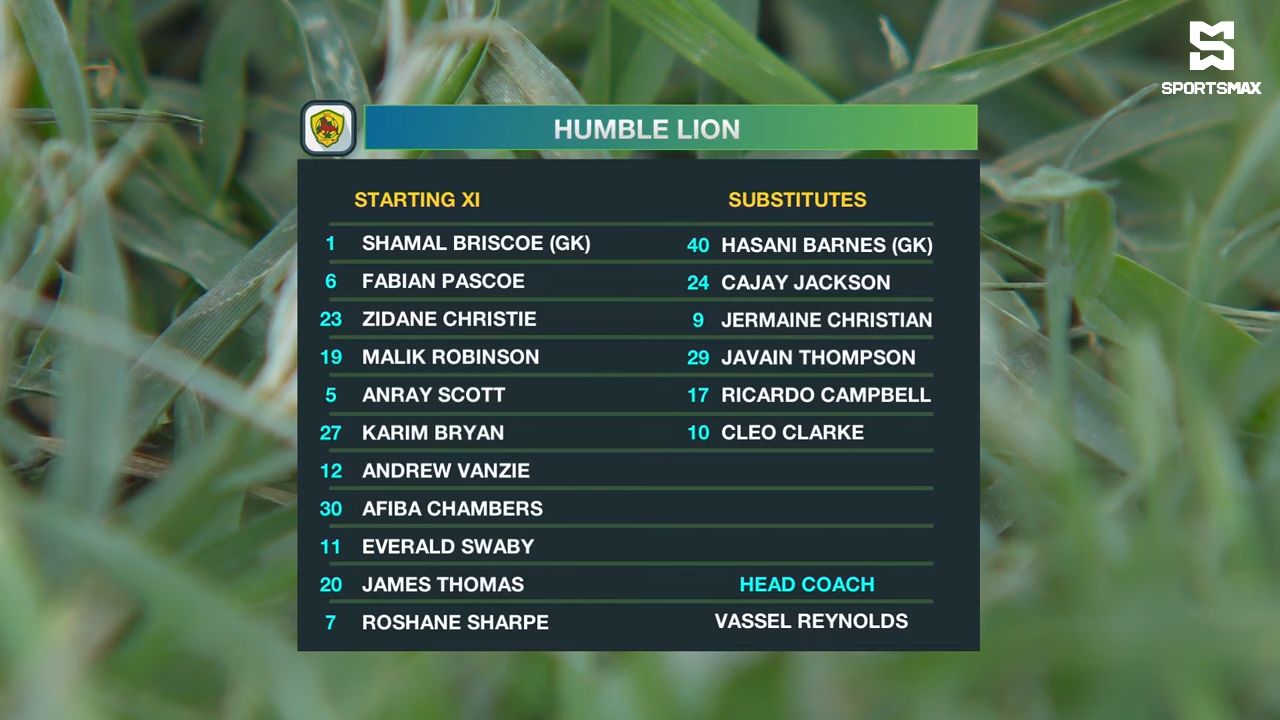 SPORTSMAX
HUMBLE LION
STARTING XI
1 SHAMAL BRISCOE (GK)
6 FABIAN PASCOE
23 ZIDANE CHRISTIE
19 MALIK ROBINSON
5 ANRAY SCOTT
27 KARIM BRYAN
12 ANDREW VANZIE
30 AFIBA CHAMBERS
11 EVERALD SWABY
20 JAMES THOMAS
7 ROSHANE SHARPE
SUBSTITUTES
40 HASANI BARNES (GK)
24 CAJAY JACKSON
9 JERMAINE CHRISTIAN
29 JAVAIN THOMPSON
17 RICARDO CAMPBELL
10 CLEO CLARKE
HEAD COACH
VASSEL REYNOLDS